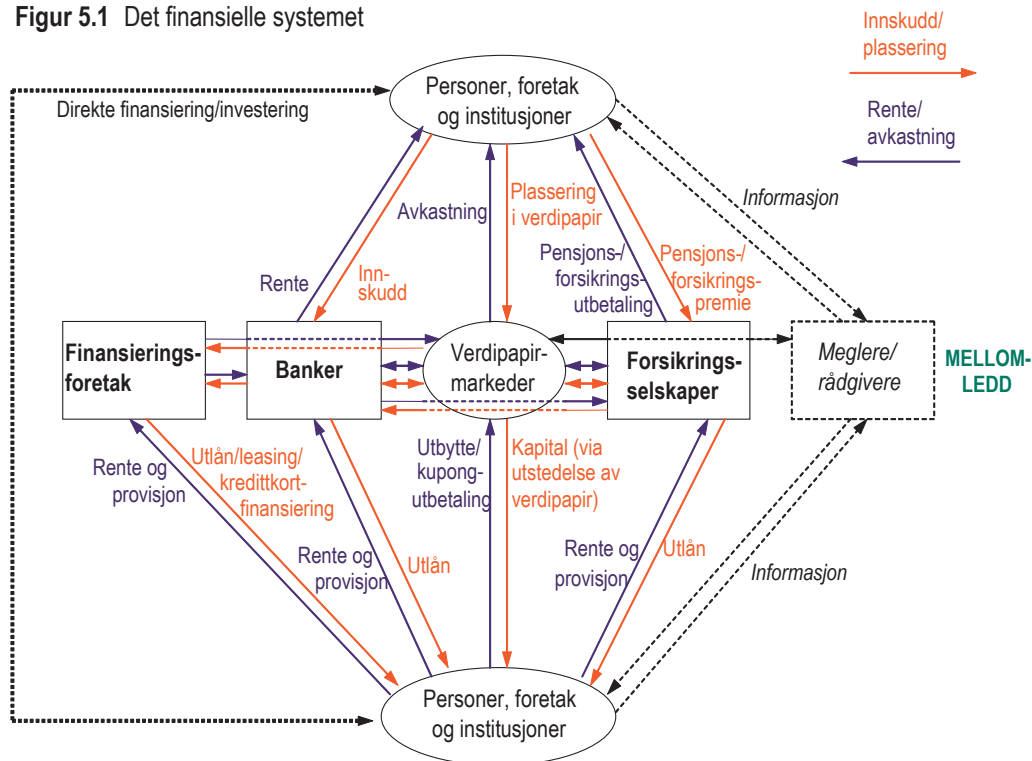 Figur 5.1 Det finansielle systemet
Innskudd/
plassering
Rente/
avkastning
Direkte finansiering/investering
Personer, foretak
og institusjoner
Informasjon
Avkastning
Plassering
i verdipapir
Rente
Inn-
skudd
Pensjons-/
forsikrings-
utbetaling
Pensjons-/
forsikrings-
premie
Finansierings-
foretak
Banker
Verdipapir-
markeder
Forsikrings-
selskaper
Meglere/
rådgivere
MELLOM-
LEDD
Rente og
provisjon
Utlån/leasing/
kredittkort-
finansiering
Rente og
provisjon
Utlån
Utbytte/
kupong-
utbetaling
Kapital (via
utstedelse av
verdipapir)
Rente og
provisjon
Utlån
Informasjon
Personer, foretak
og institusjoner